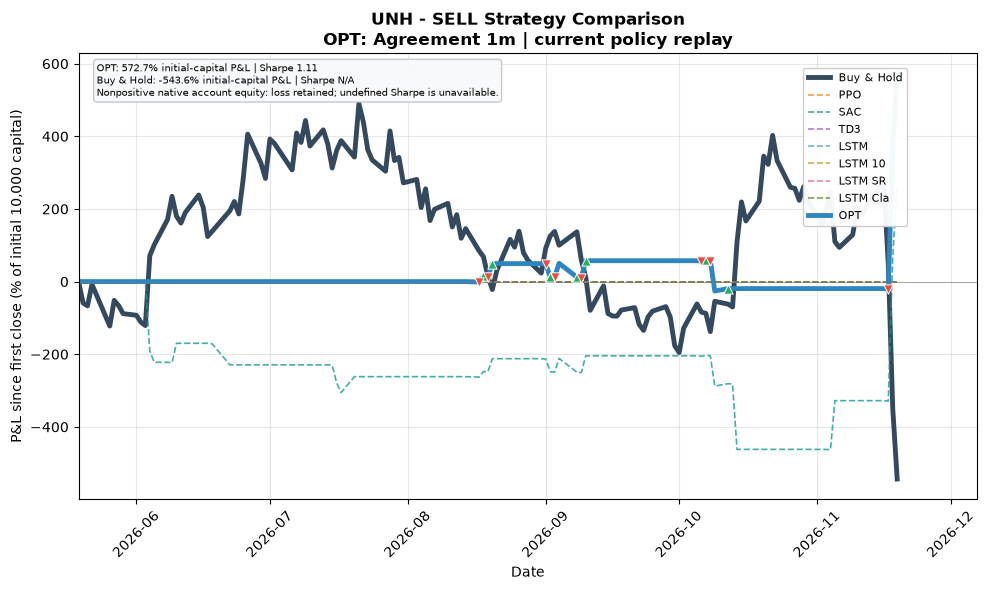 UNH - SELL Strategy Comparison
OPT: Agreement 1m | current policy replay
OPT: 572.7% initial-capital P&L | Sharpe 1.11
Buy & Hold: -543.6% initial-capital P&L | Sharpe N/A
Nonpositive native account equity: loss retained; undefined Sharpe is unavailable.
Buy & Hold
PPO
SAC
TD3
LSTM
LSTM 10
LSTM SR
LSTM Cla
OPT
P&L since first close (% of initial 10,000 capital)
600
400
200
0
−200
−400
2026-06
2026-07
2026-08
2026-09
2026-10
2026-11
2026-12
Date